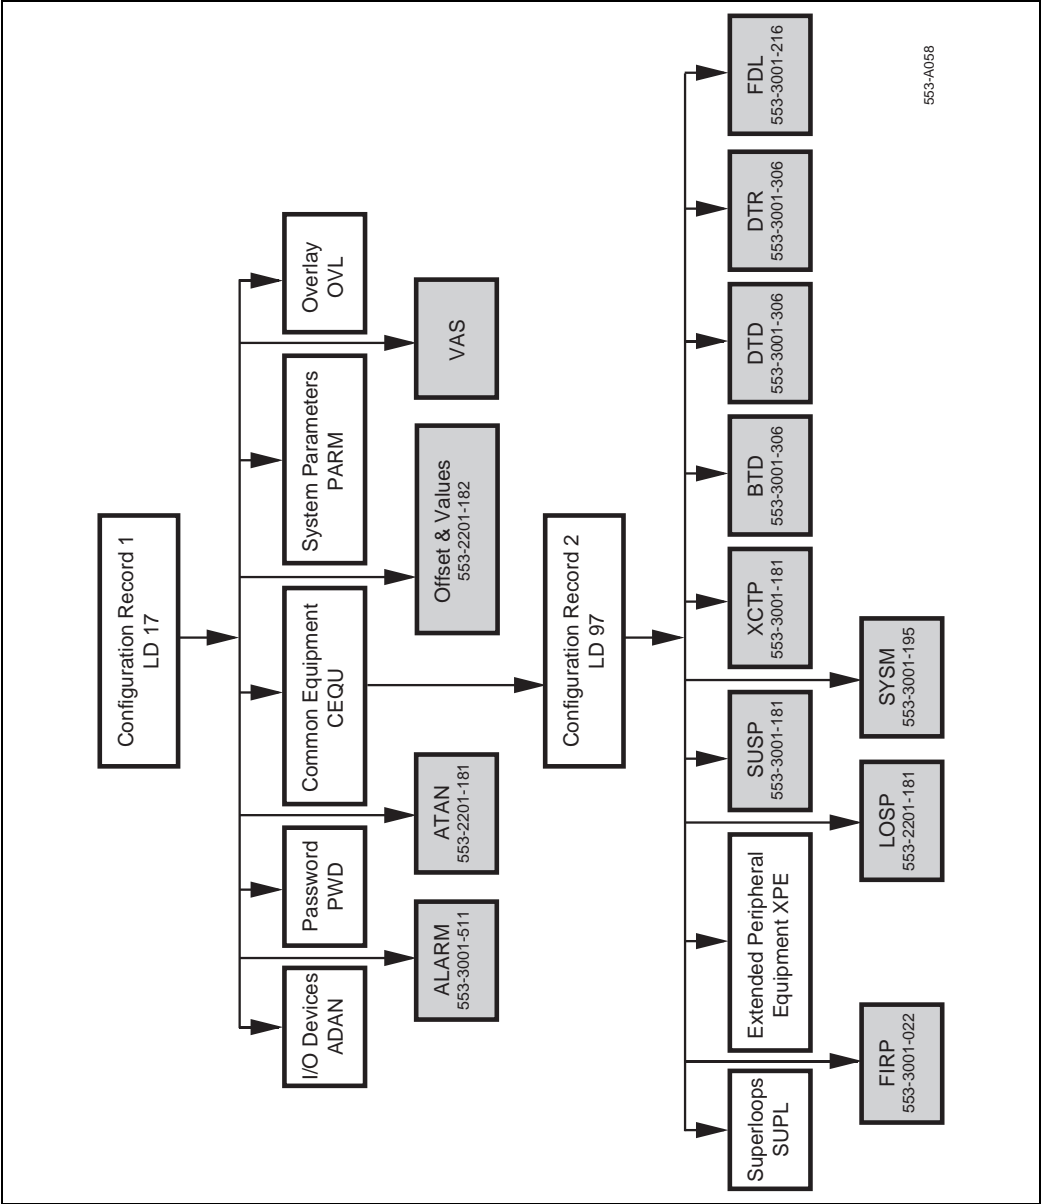 Configuration Record 1
LD 17
I/O Devices
ADAN
Password
PWD
Common Equipment
CEQU
System Parameters
PARM
Overlay
OVL
ALARM
553-3001-511
ATAN
553-2201-181
Offset & Values
553-2201-182
VAS
Configuration Record 2
LD 97
Superloops
SUPL
Extended Peripheral
Equipment XPE
SUSP
553-3001-181
XCTP
553-3001-181
BTD
553-3001-306
DTD
553-3001-306
DTR
553-3001-306
FDL
553-3001-216
FIRP
553-3001-022
LOSP
553-2201-181
SYSM
553-3001-195
553-A058